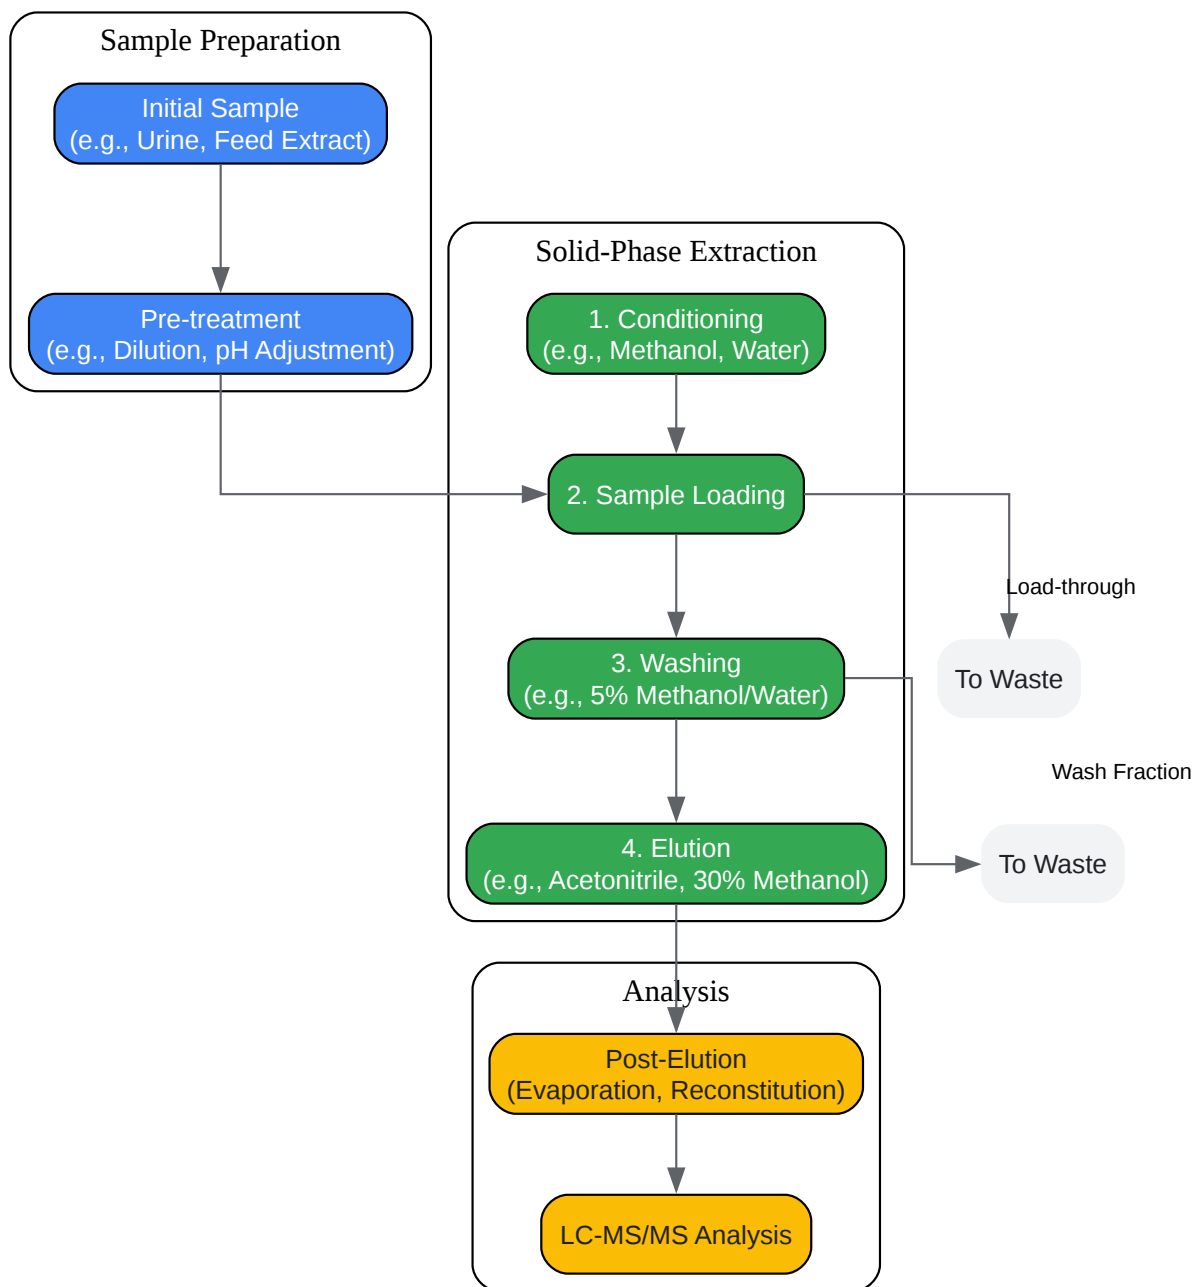 Sample Preparation
Initial Sample
(e.g., Urine, Feed Extract)
Pre-treatment
(e.g., Dilution, pH Adjustment)
Solid-Phase Extraction
1. Conditioning
(e.g., Methanol, Water)
2. Sample Loading
Load-through
To Waste
3. Washing
(e.g., 5% Methanol/Water)
Wash Fraction
To Waste
4. Elution
(e.g., Acetonitrile, 30% Methanol)
Analysis
Post-Elution
(Evaporation, Reconstitution)
LC-MS/MS Analysis